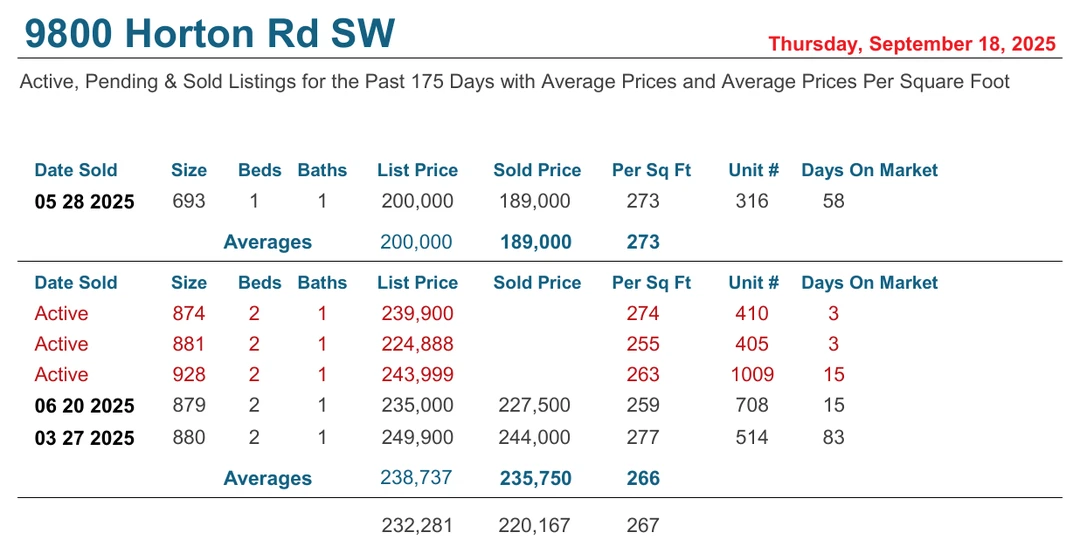 9800 Horton Rd SW
Thursday, September 18, 2025
Active, Pending & Sold Listings for the Past 175 Days with Average Prices and Average Prices Per Square Foot
Date Sold Size Beds Baths List Price Sold Price Per Sq Ft Unit # Days On Market
05 28 2025 693 1 1 200,000 189,000 273 316 58
Averages 200,000 189,000 273
Date Sold Size Beds Baths List Price Sold Price Per Sq Ft Unit # Days On Market
Active 874 2 1 239,900 274 410 3
Active 881 2 1 224,888 255 405 3
Active 928 2 1 243,999 263 1009 15
06 20 2025 879 2 1 235,000 227,500 259 708 15
03 27 2025 880 2 1 249,900 244,000 277 514 83
Averages 238,737 235,750 266
232,281 220,167 267